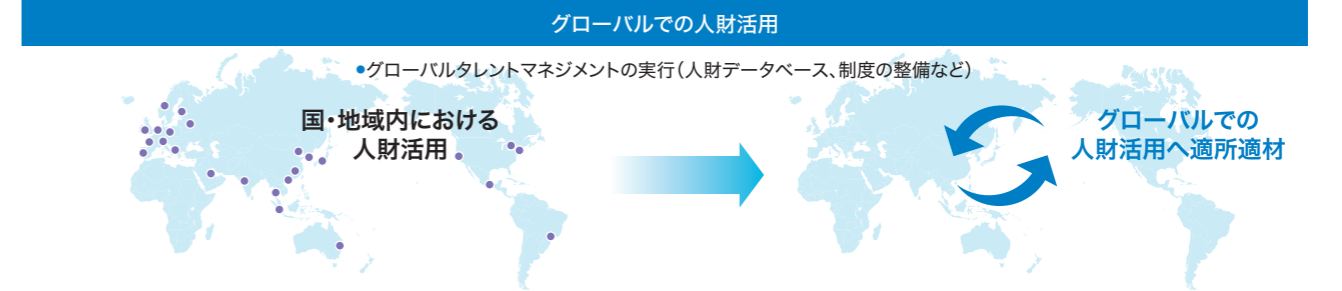 グローバルでの人財活用
●グローバルタレントマネジメントの実行（人財データベース、制度の整備など）
国・地域内における
人財活用
グローバルでの
人財活用へ適所適材